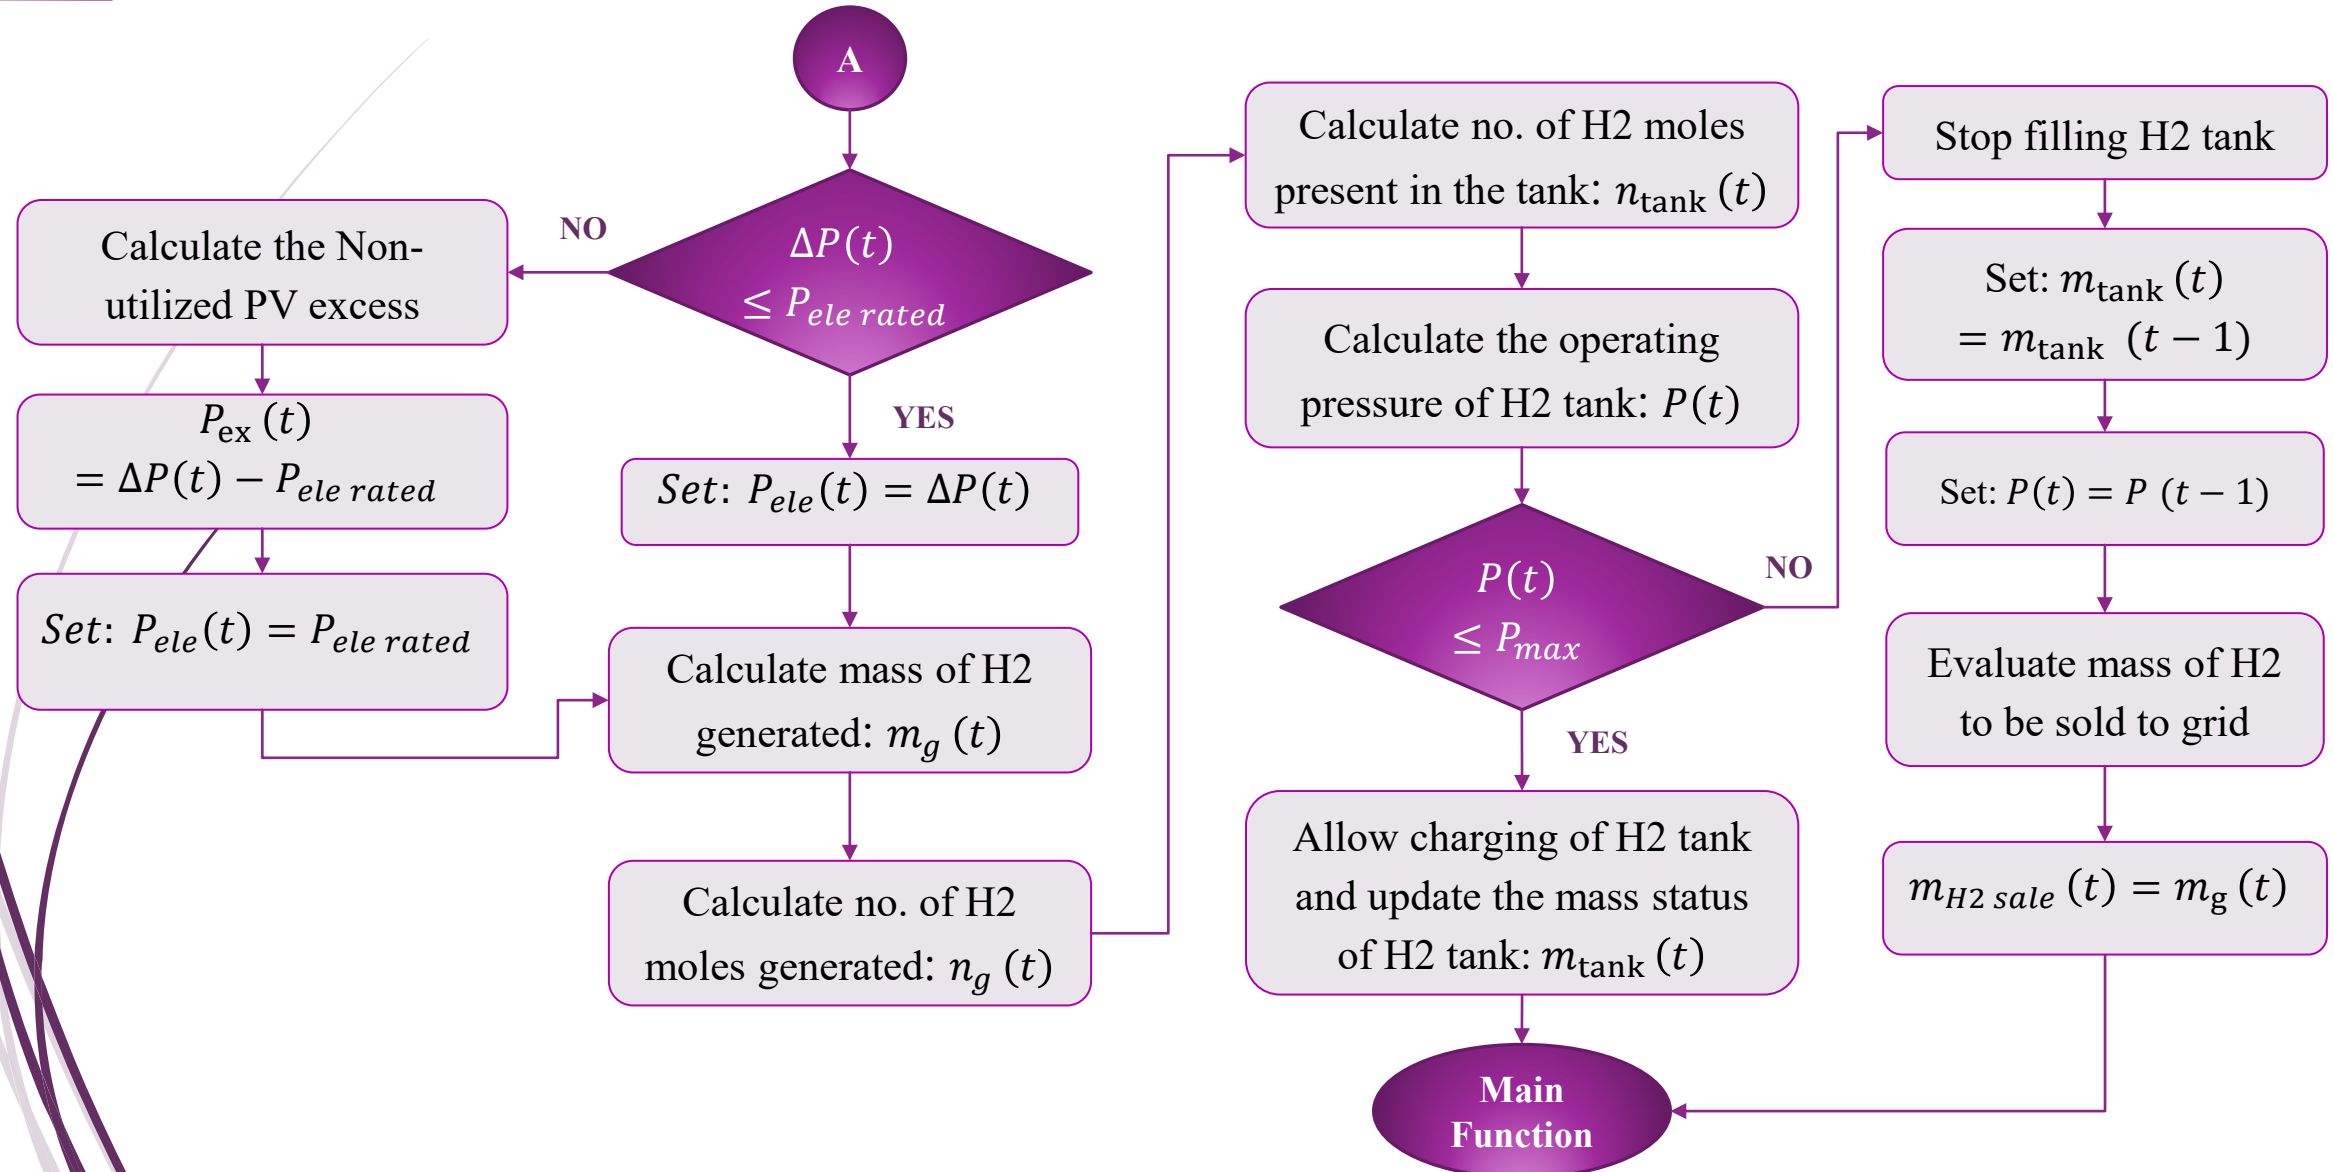 A
ΔP(t)
≤ P_ele rated
NO
Calculate the Non-
utilized PV excess
P_ex (t)
= ΔP(t) − P_ele rated
Set: P_ele(t) = P_ele rated
YES
Set: P_ele(t) = ΔP(t)
Calculate mass of H2
generated: m_g (t)
Calculate no. of H2
moles generated: n_g (t)
Calculate no. of H2 moles
present in the tank: n_tank (t)
Calculate the operating
pressure of H2 tank: P(t)
P(t)
≤ P_max
YES
Allow charging of H2 tank
and update the mass status
of H2 tank: m_tank (t)
NO
Stop filling H2 tank
Set: m_tank (t)
= m_tank (t − 1)
Set: P(t) = P (t − 1)
Evaluate mass of H2
to be sold to grid
m_H2 sale (t) = m_g (t)
Main
Function